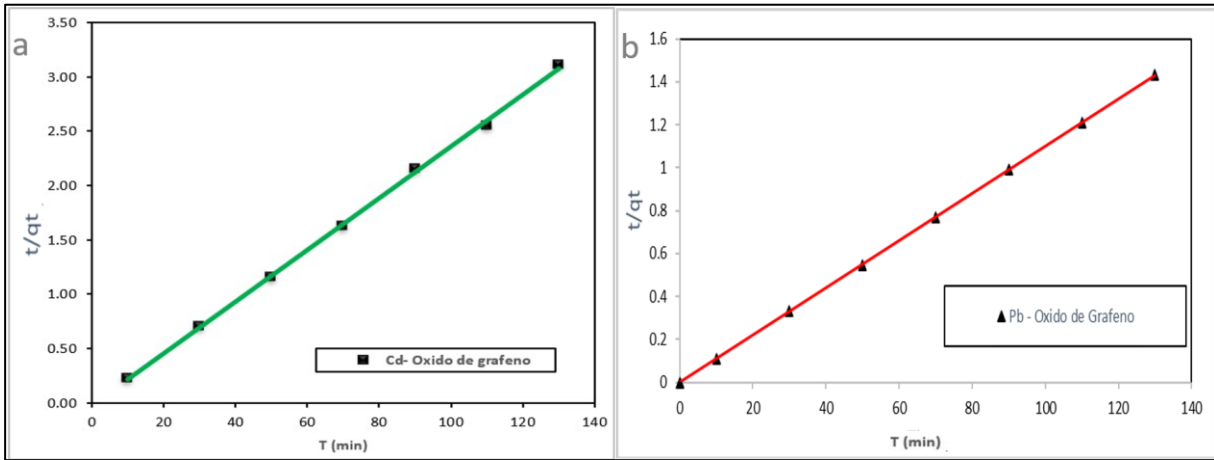 a
3.50
3.00
2.50
2.00
1.50
1.00
0.50
0.00
t/qt
0 20 40 60 80 100 120 140
T (min)
Cd- Oxido de grafeno
b
1.6
1.4
1.2
1
0.8
0.6
0.4
0.2
0
t/qt
0 20 40 60 80 100 120 140
T (min)
Pb - Oxido de Grafeno